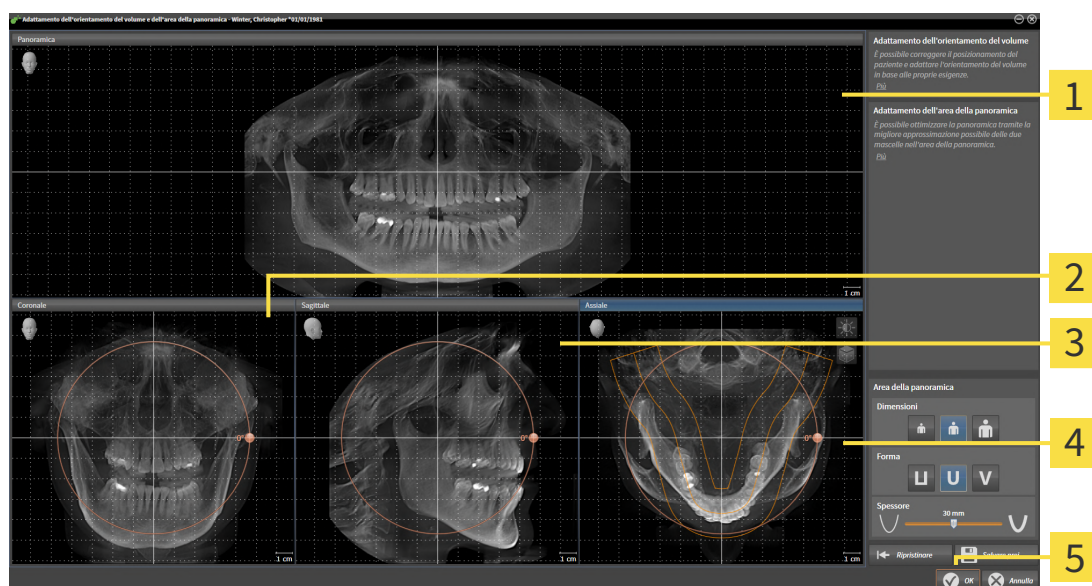 Adattamento dell'orientamento del volume e dell'area della panoramica - Winter, Christopher *01/01/1981
Panoramica
1 cm
Coronale
.0°
1 cm
Sagittale
.0°
1 cm
Assiale
.0°
1 cm
Adattamento dell'orientamento del volume
È possibile correggere il posizionamento del
paziente e adattare l'orientamento del volume
in base alle proprie esigenze.
Più
Adattamento dell'area della panoramica
È possibile ottimizzare la panoramica tramite la
migliore approssimazione possibile delle due
mascelle nell'area della panoramica.
Più
Area della panoramica
Dimensioni
Forma
U V
Spessore
30 mm
Ripristinare
OK
Annulla
1
2
3
4
5